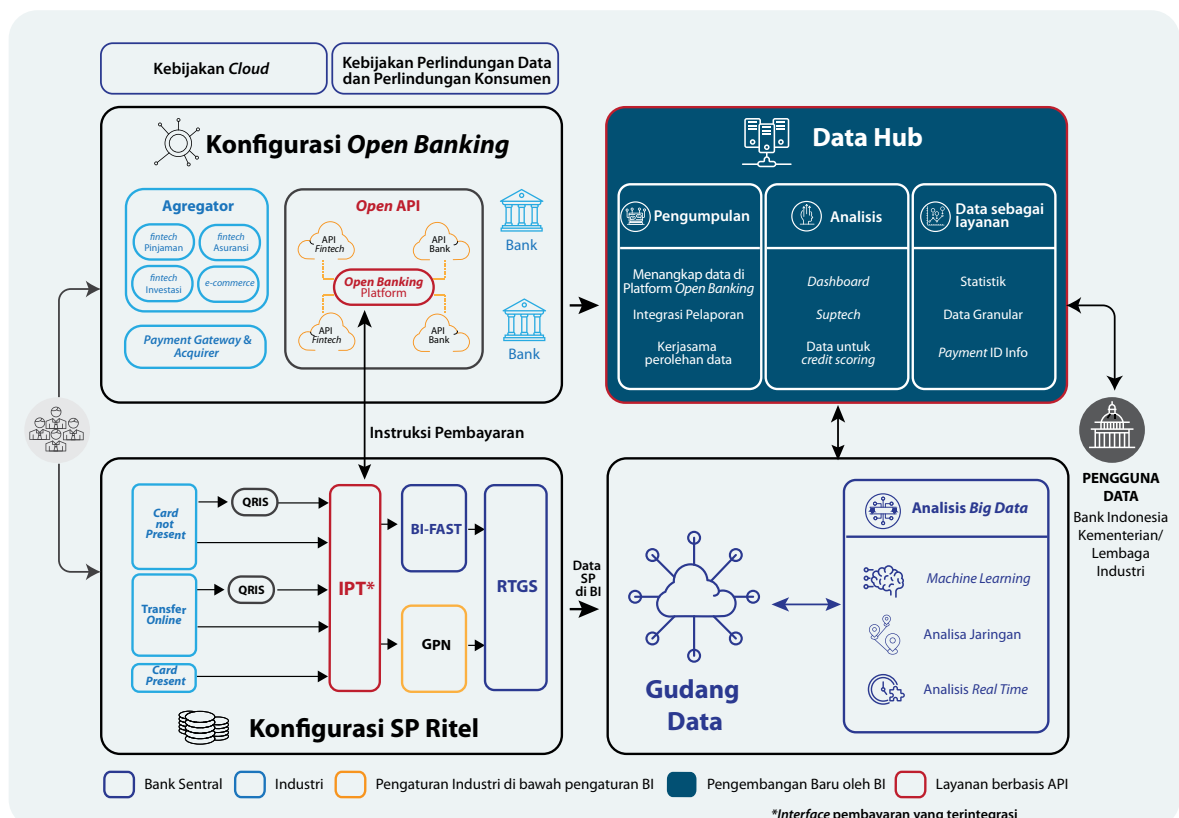 Kebijakan Cloud
Kebijakan Perlindungan Data
dan Perlindungan Konsumen
Konfigurasi Open Banking
Agregator
fintech
Pinjaman
fintech
Asuransi
fintech
Investasi
e-commerce
Payment Gateway &
Acquirer
Open API
API
Fintech
API
Bank
Open Banking
Platform
API
Fintech
API
Bank
Bank
Bank
Data Hub
Pengumpulan
Menangkap data di
Platform Open Banking
Integrasi Pelaporan
Kerjasama
perolehan data
Analisis
Dashboard
Suptech
Data untuk
credit scoring
Data sebagai
layanan
Statistik
Data Granular
Payment ID Info
Instruksi Pembayaran
PENGGUNA
DATA
Bank Indonesia
Kementerian/
Lembaga
Industri
Card
not
Present
QRIS
Transfer
Online
QRIS
Card
Present
IPT*
BI-FAST
GPN
RTGS
Konfigurasi SP Ritel
Data
SP
di BI
Gudang
Data
Analisis Big Data
Machine Learning
Analisa Jaringan
Analisis Real Time
Bank Sentral
Industri
Pengaturan Industri di bawah pengaturan BI
Pengembangan Baru oleh BI
Layanan berbasis API
*Interface pembayaran yang terintegrasi